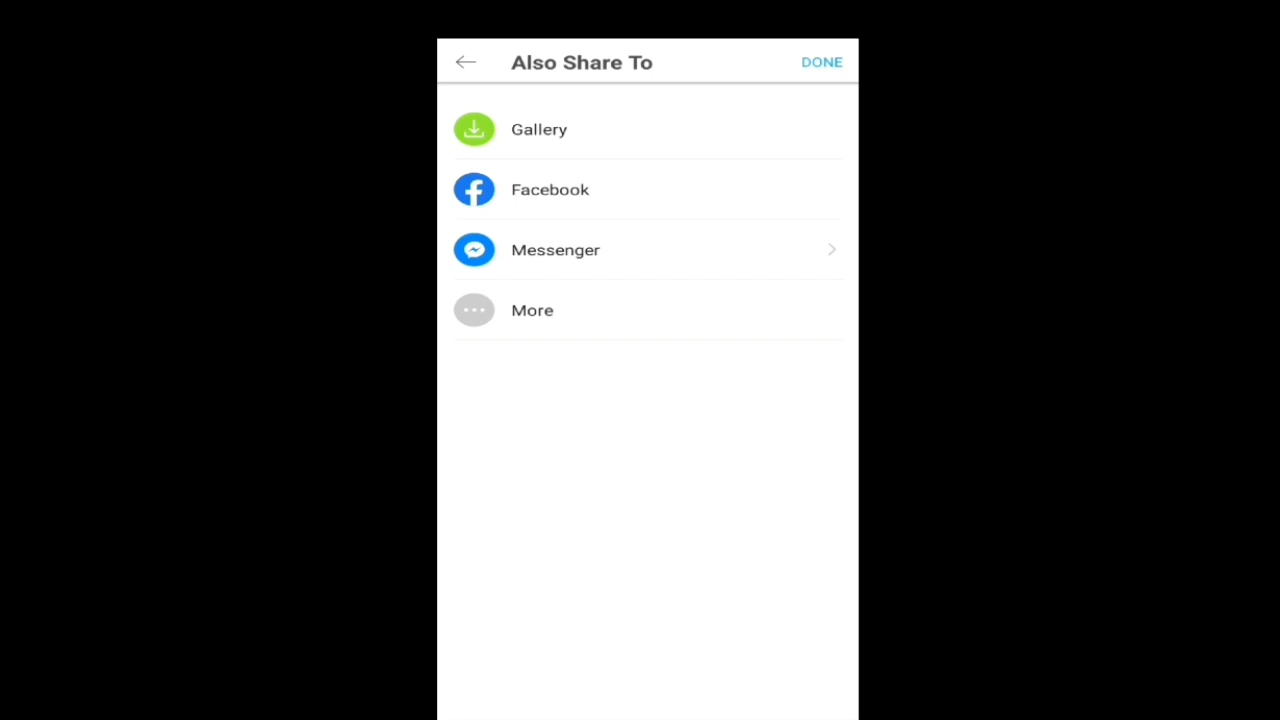 Also Share To
DONE
Gallery
Facebook
Messenger
More